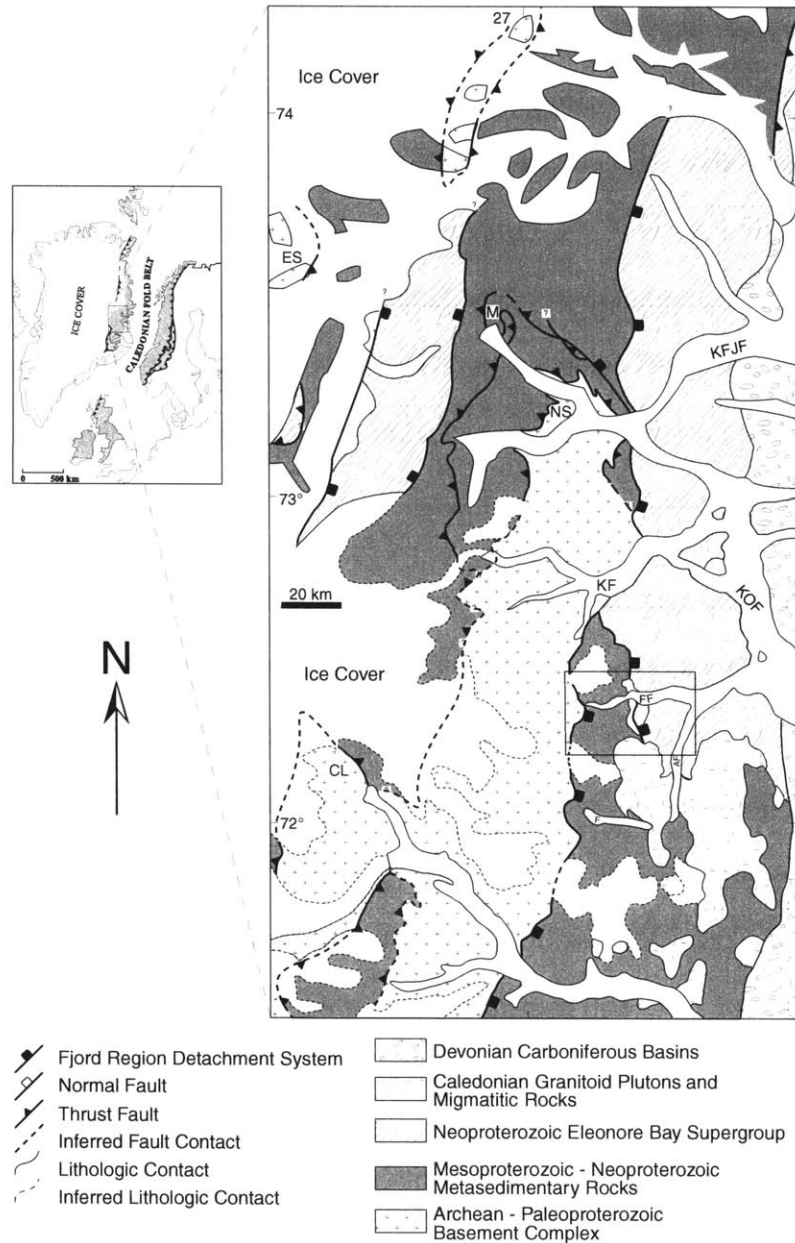 27
Ice Cover
74
?
ES
?
?
ICE COVER
CALEDONIAN FOLD BELT
M
?
KFJF
NS
0 500 km
73°
20 km
KF
KOF
N
Ice Cover
FF
AF
CL
72°
F
Fjord Region Detachment System
Normal Fault
Thrust Fault
Inferred Fault Contact
Lithologic Contact
Inferred Lithologic Contact
Devonian Carboniferous Basins
Caledonian Granitoid Plutons and
Migmatitic Rocks
Neoproterozoic Eleonore Bay Supergroup
Mesoproterozoic - Neoproterozoic
Metasedimentary Rocks
Archean - Paleoproterozoic
Basement Complex